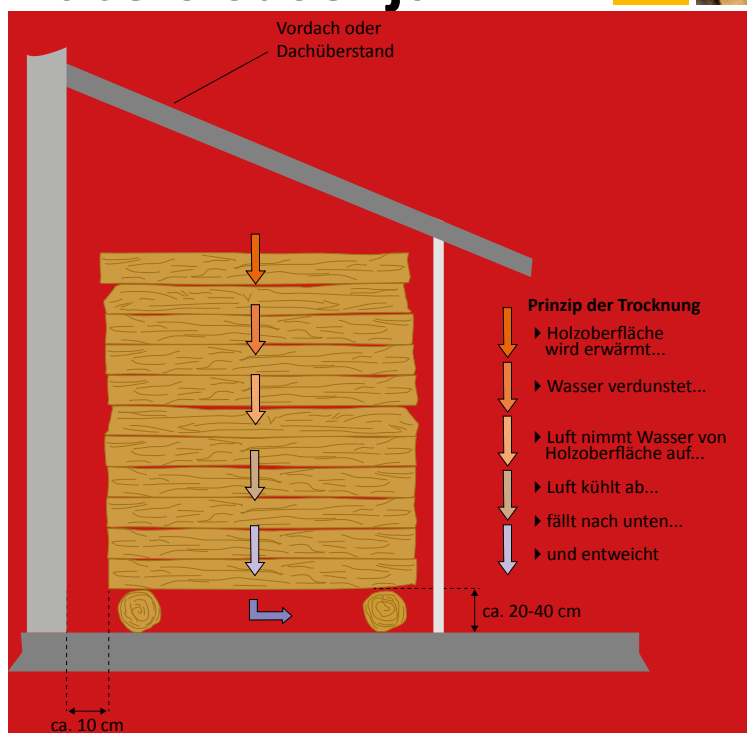 Vordach oder
Dachüberstand
Prinzip der Trocknung
Holzoberfläche
wird erwärmt...
Wasser verdunstet...
Luft nimmt Wasser von
Holzoberfläche auf...
Luft kühlt ab...
fällt nach unten...
und entweicht
ca. 20-40 cm
ca. 10 cm